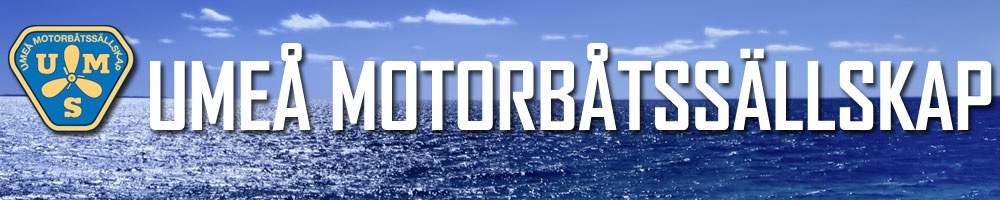 UMEÅ MOTORBÅTSSÄLLSKAP
U M
S
UMEÅ MOTORBÅTSSÄLLSKAP